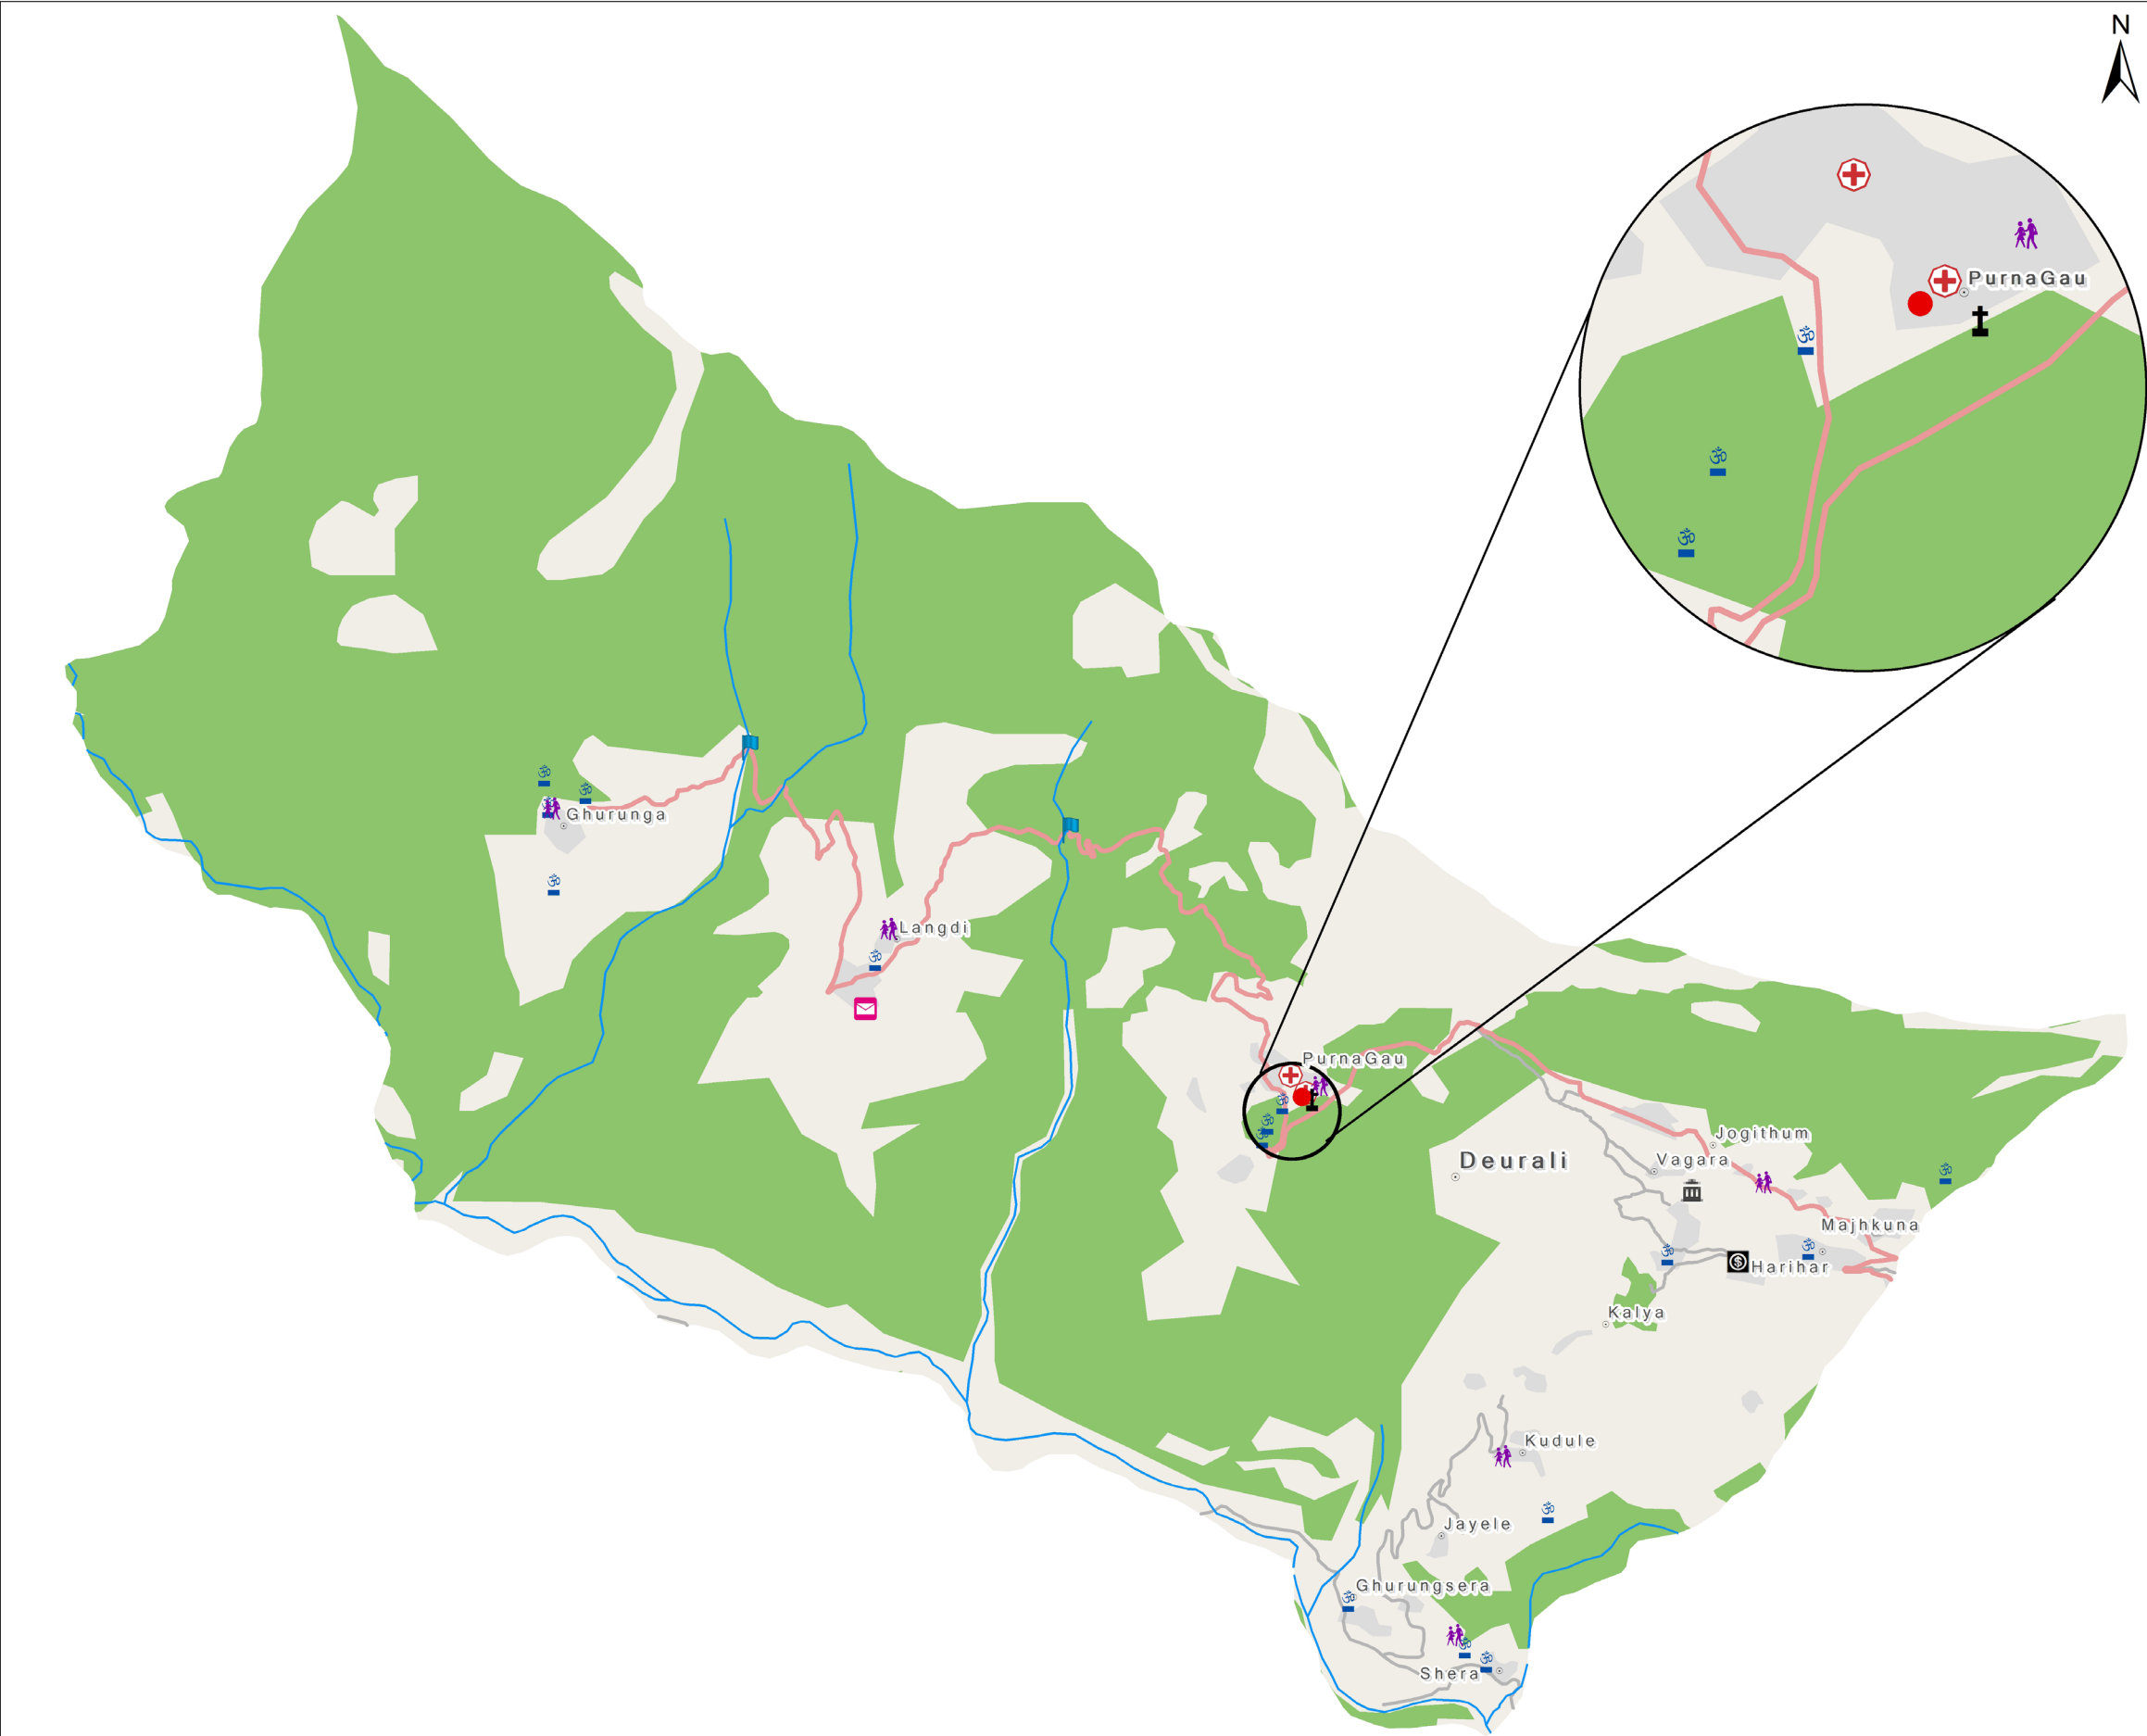 N
PurnaGau
Ghurunga
Langdi
PurnaGau
Jogithum
Deurali
Vagara
Majhkuna
$
Harihar
Kalya
Kudule
Jayele
Ghurungsera
Shera